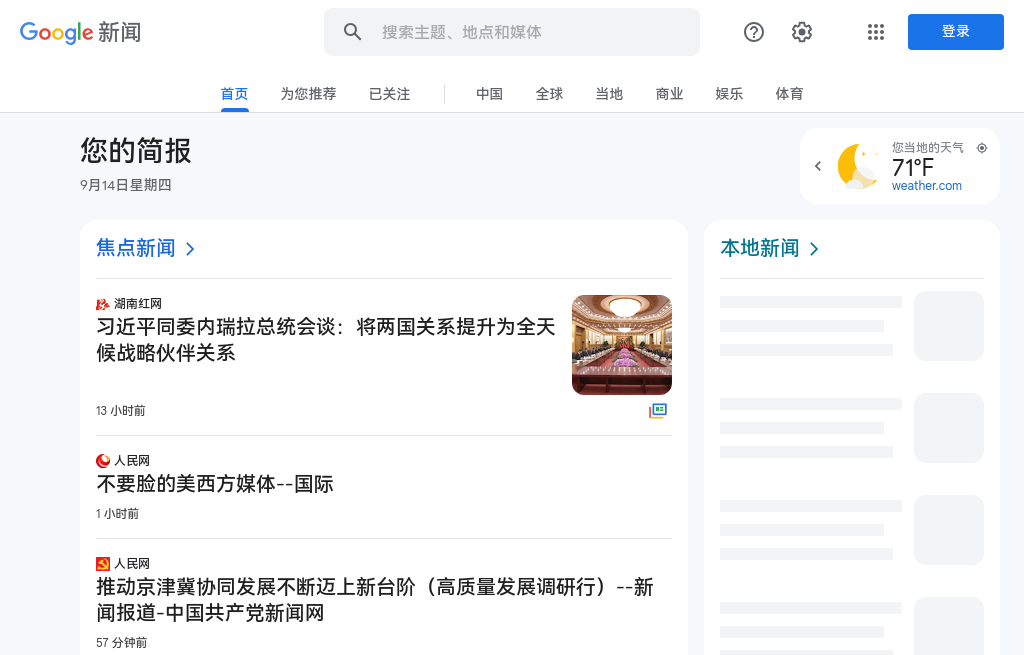 Google 新闻
搜索主题、地点和媒体
登录
首页
为您推荐
已关注
中国
全球
当地
商业
娱乐
体育
您的简报
9月14日星期四
您当地的天气
71°F
weather.com
焦点新闻
湖南红网
习近平同委内瑞拉总统会谈：将两国关系提升为全天
候战略伙伴关系
13 小时前
人民网
不要脸的美西方媒体--国际
1 小时前
人民网
推动京津冀协同发展不断迈上新台阶（高质量发展调研行）--新
闻报道-中国共产党新闻网
57 分钟前
本地新闻